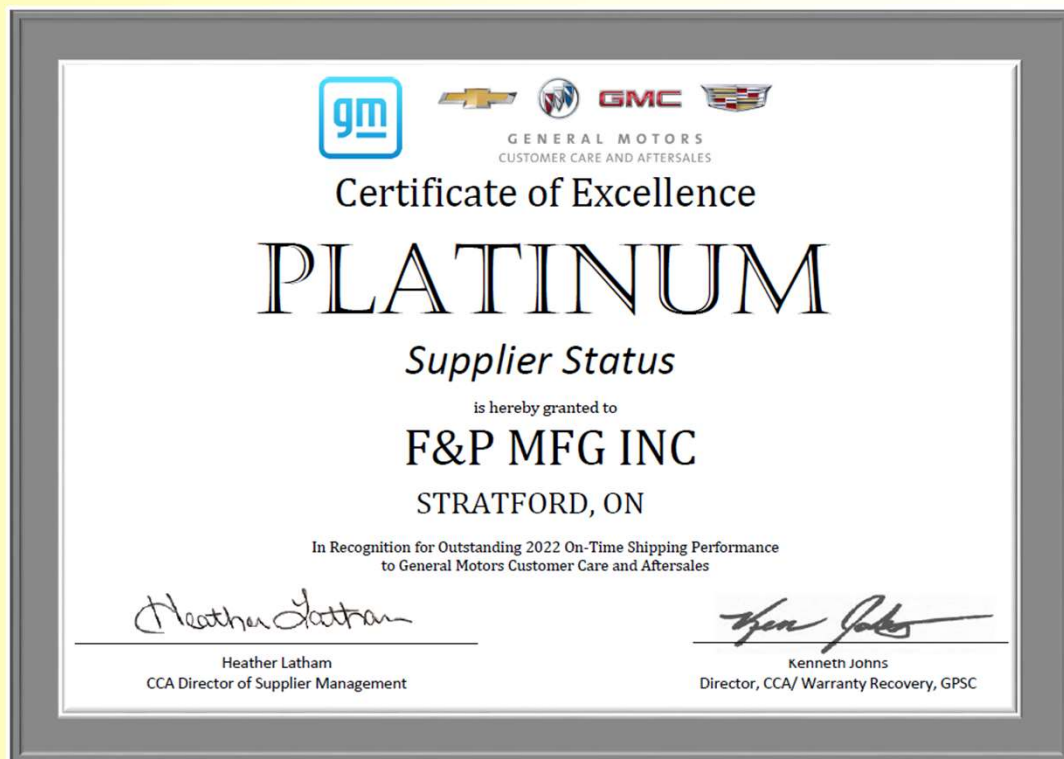 gm
GMC
GENERAL MOTORS
CUSTOMER CARE AND AFTERSALES
Certificate of Excellence
PLATINUM
Supplier Status
is hereby granted to
F&P MFG INC
STRATFORD, ON
In Recognition for Outstanding 2022 On-Time Shipping Performance
to General Motors Customer Care and Aftersales
Heather Latham
Heather Latham
CCA Director of Supplier Management
Ken Johns
Kenneth Johns
Director, CCA/ Warranty Recovery, GPSC